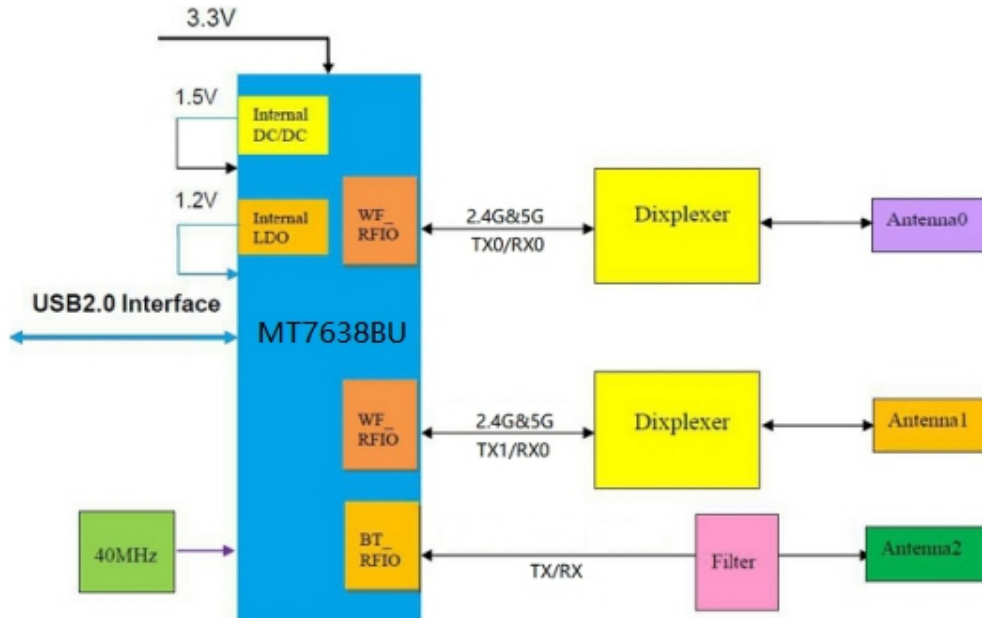 3.3V
1.5V
Internal
DC/DC
1.2V
Internal
LDO
WF_
RFIO
2.4G&5G
TX0/RX0
Dixplexer
Antenna0
USB2.0 Interface
MT7638BU
WF_
RFIO
2.4G&5G
TX1/RX0
Dixplexer
Antenna1
40MHz
BT_
RFIO
TX/RX
Filter
Antenna2